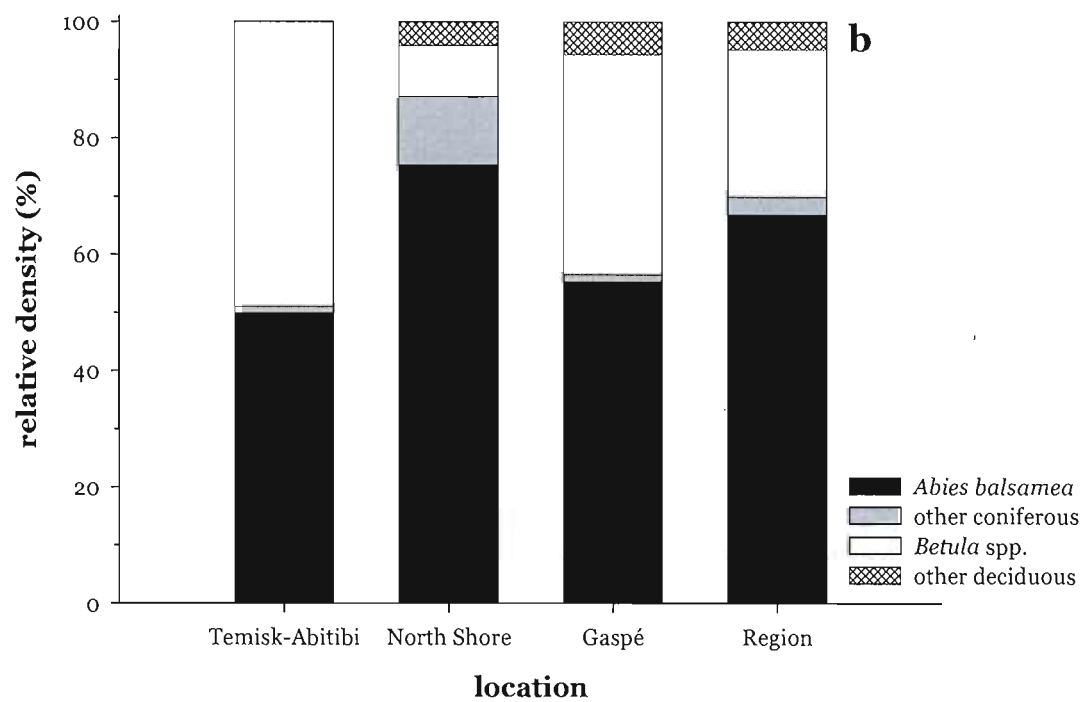 b
100
80
60
40
20
0
relative density (%)
Abies balsamea
other coniferous
Betula spp.
other deciduous
Temisk-Abitibi North Shore Gaspé Region
location